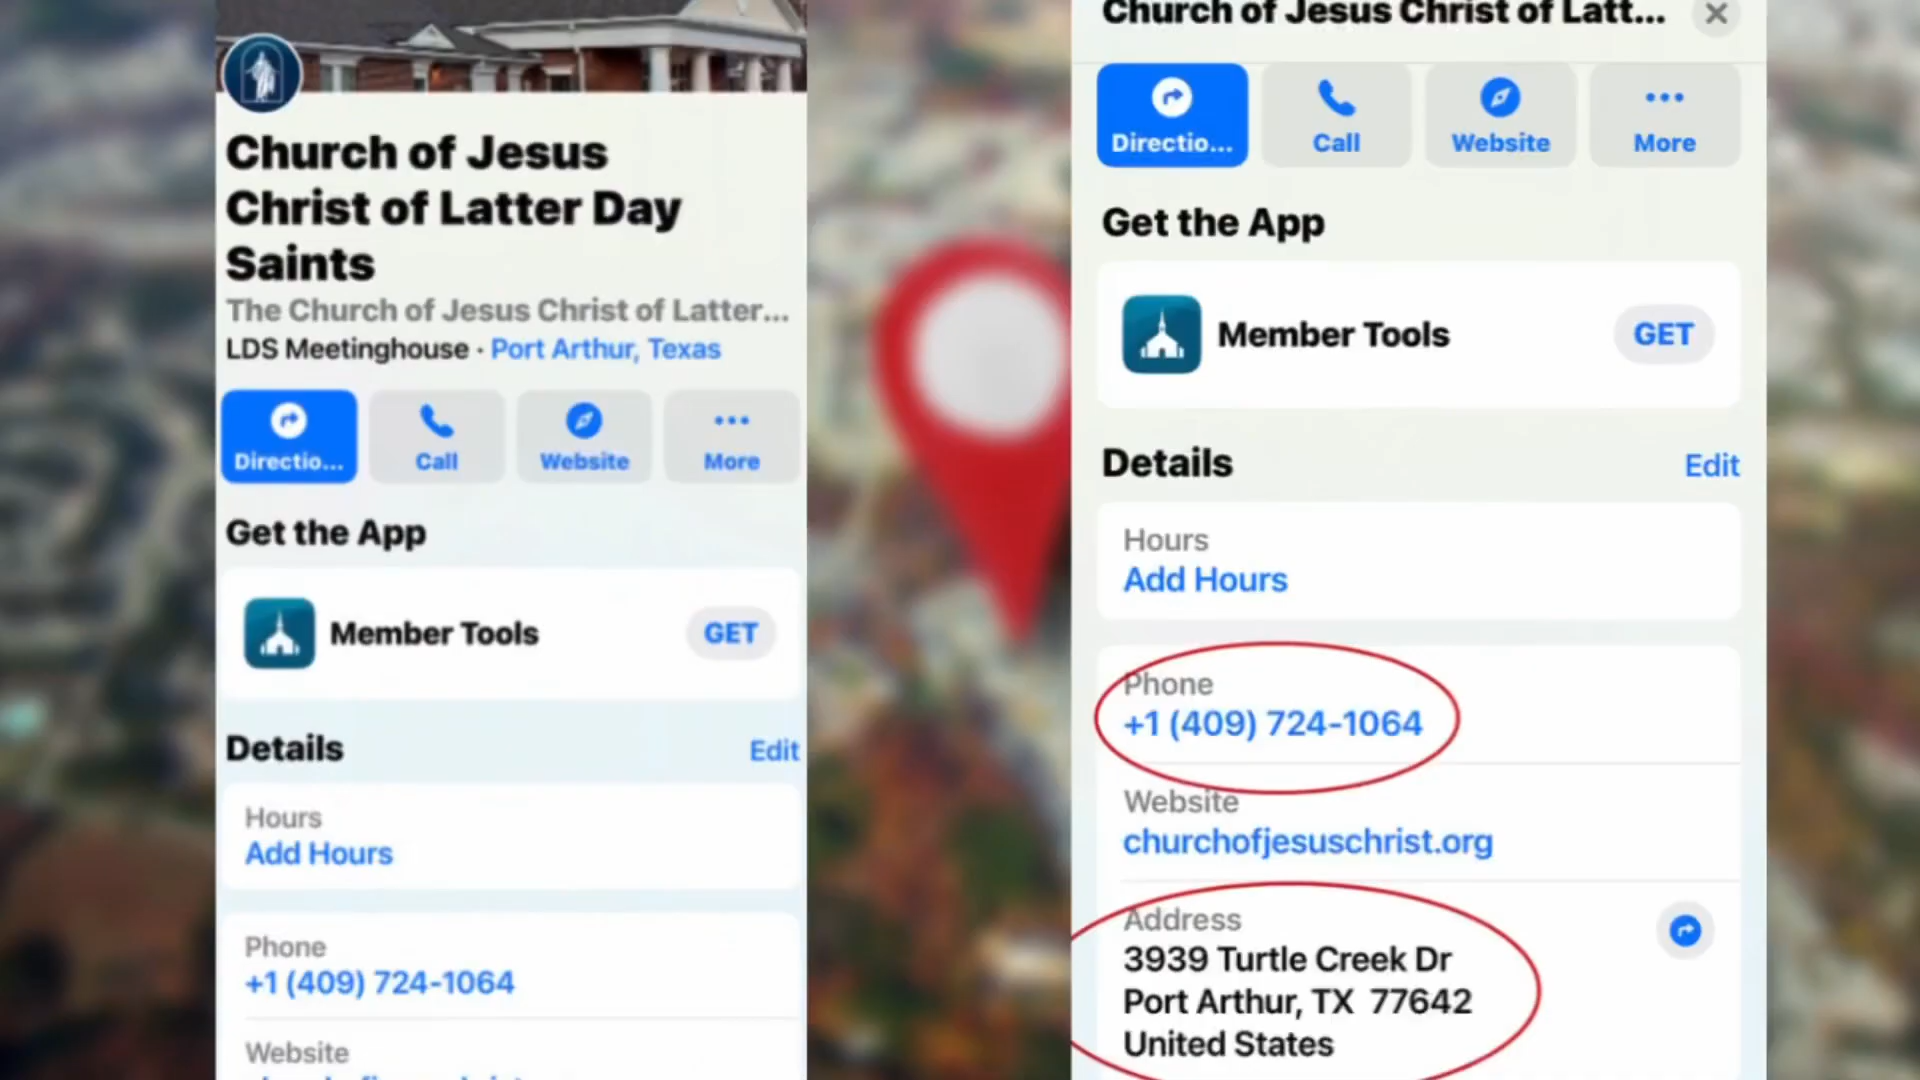 Church of Jesus
Christ of Latter Day
Saints
The Church of Jesus Christ of Latter...
LDS Meetinghouse · Port Arthur, Texas
Directio...
Call
Website
More
Get the App
Member Tools
GET
Details
Edit
Hours
Add Hours
Phone
+1 (409) 724-1064
Website
Church of Jesus Christ of Latt...
Directio...
Call
Website
More
Get the App
Member Tools
GET
Details
Edit
Hours
Add Hours
Phone
+1 (409) 724-1064
Website
churchofjesuschrist.org
Address
3939 Turtle Creek Dr
Port Arthur, TX 77642
United States